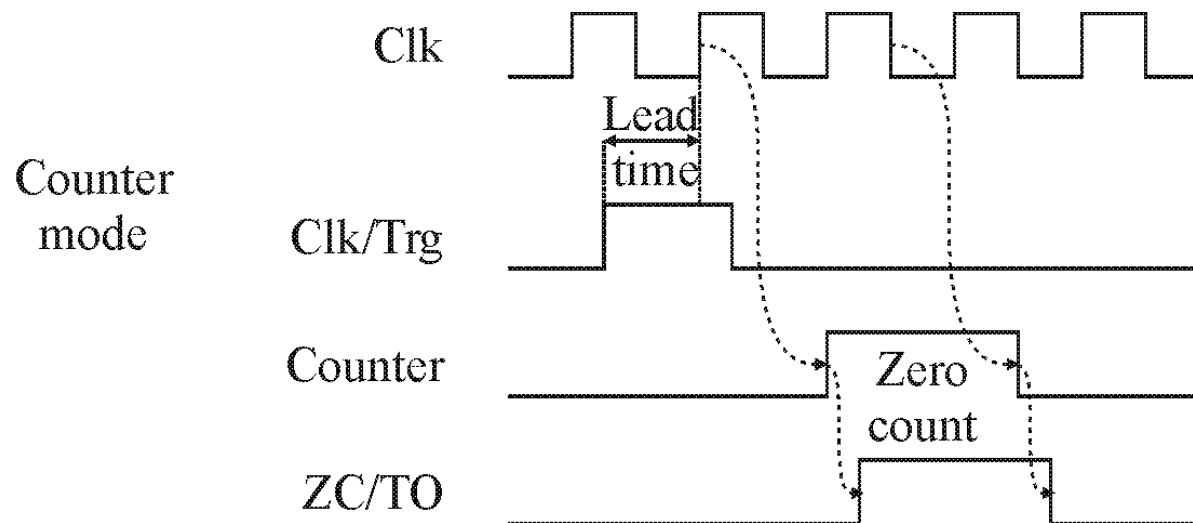 Clk
Lead
time
Counter
mode
Clk/Trg
Counter
Zero
count
ZC/TO